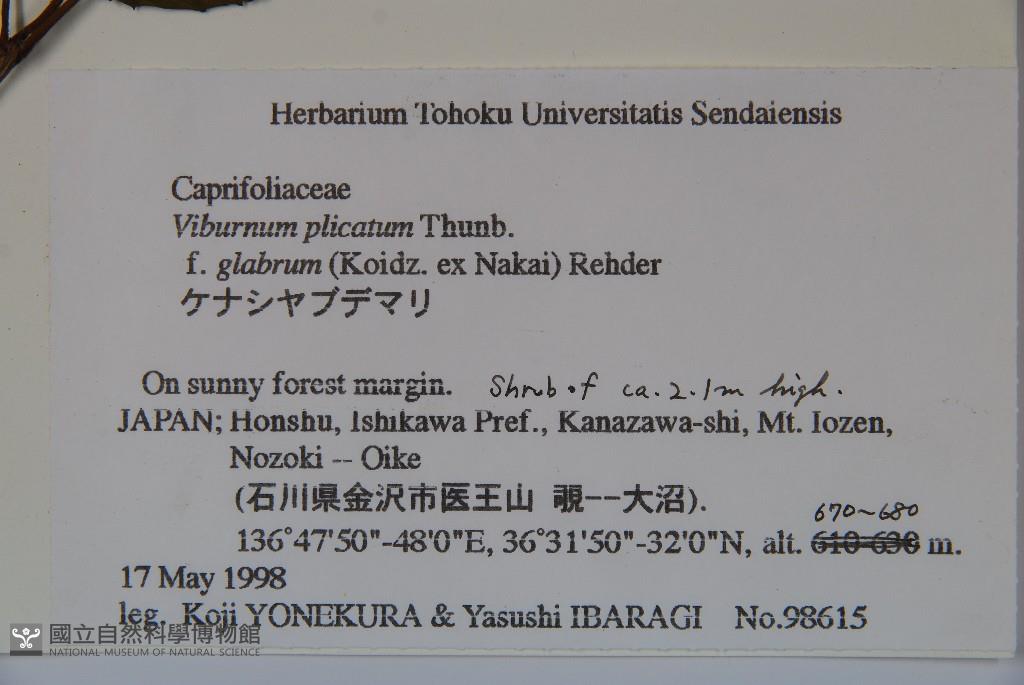 Herbarium Tohoku Universitatis Sendaiensis
Caprifoliaceae
Viburnum plicatum Thunb.
f. glabrum (Koidz. ex Nakai) Rehder
ケナシヤブデマリ
On sunny forest margin. Shrub of ca. 2.1m high.
JAPAN; Honshu, Ishikawa Pref., Kanazawa-shi, Mt. Iozen,
Nozoki -- Oike
(石川県金沢市医王山 覗--大沼).
670~680
136°47'50"-48'0"E, 36°31'50"-32'0"N, alt. 610-630 m.
17 May 1998
leg. Koji YONEKURA & Yasushi IBARAGI No.98615
國立自然科學博物館
NATIONAL MUSEUM OF NATURAL SCIENCE